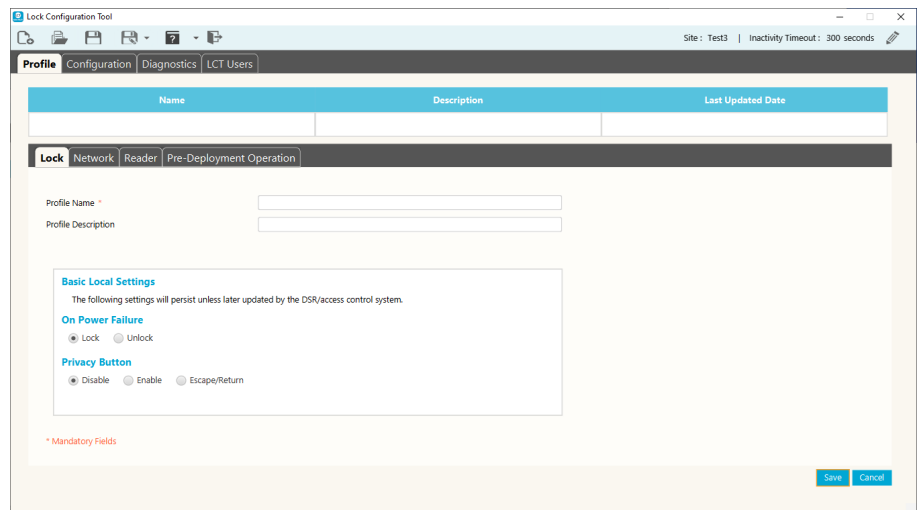 Lock Configuration Tool
Site : Test3 | Inactivity Timeout : 300 seconds
Profile Configuration Diagnostics LCT Users
Name Description Last Updated Date
Lock Network Reader Pre-Deployment Operation
Profile Name *
Profile Description
Basic Local Settings
The following settings will persist unless later updated by the DSR/access control system.
On Power Failure
Lock Unlock
Privacy Button
Disable Enable Escape/Return
* Mandatory Fields
Save Cancel